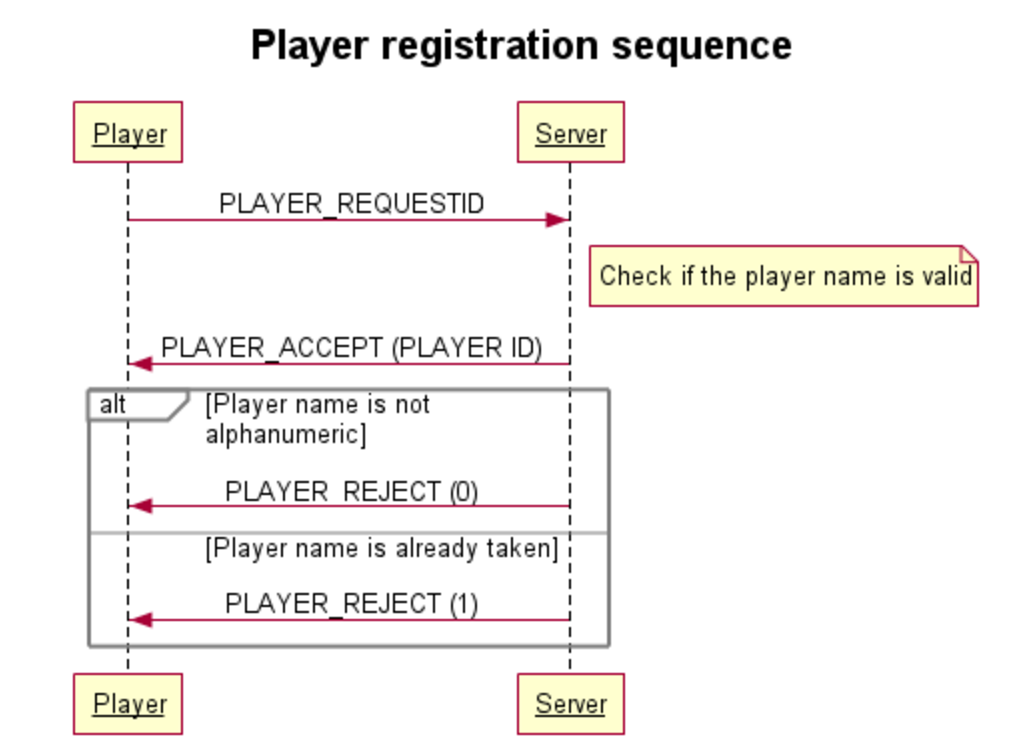 Player registration sequence
Player
Server
PLAYER_REQUESTID
Check if the player name is valid
PLAYER_ACCEPT (PLAYER ID)
alt
[Player name is not
alphanumeric]
PLAYER_REJECT (0)
[Player name is already taken]
PLAYER_REJECT (1)
Player
Server